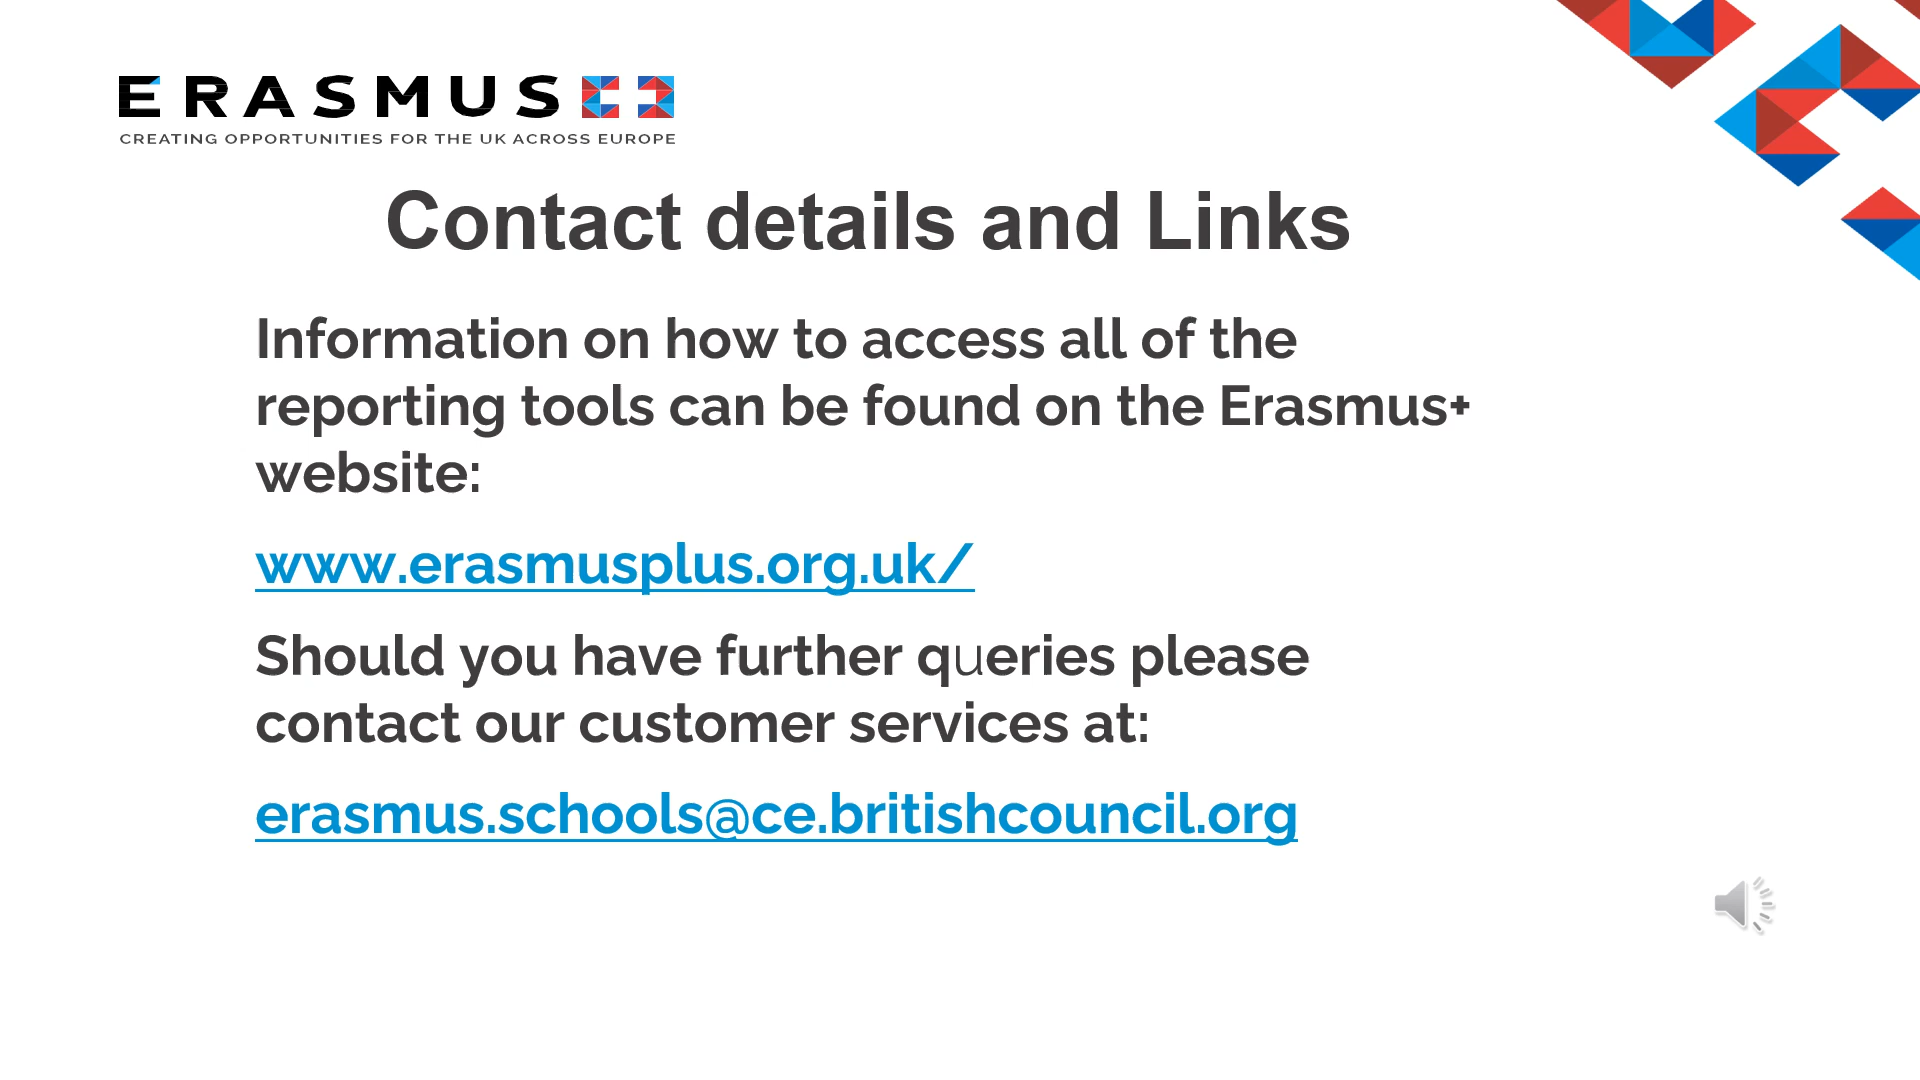 ERASMUS+
CREATING OPPORTUNITIES FOR THE UK ACROSS EUROPE
Contact details and Links
Information on how to access all of the
reporting tools can be found on the Erasmus+
website:
www.erasmusplus.org.uk/
Should you have further queries please
contact our customer services at:
erasmus.schools@ce.britishcouncil.org